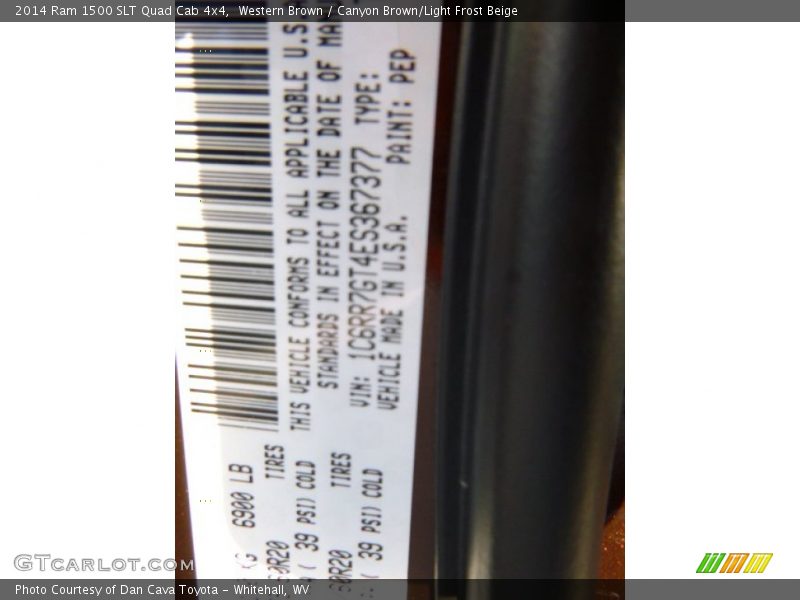 2014 Ram 1500 SLT Quad Cab 4x4, Western Brown / Canyon Brown/Light Frost Beige
THIS VEHICLE CONFORMS TO ALL APPLICABLE U.S.
STANDARDS IN EFFECT ON THE DATE OF
VIN: 1C6RR7GT4ES367377 TYPE:
VEHICLE MADE IN U.S.A. PAINT: PEP
6900 LB
TIRES
0R20
( 39 PSI) COLD
TIRES
0R20
( 39 PSI) COLD
GTCARLOT.COM
Photo Courtesy of Dan Cava Toyota - Whitehall, WV